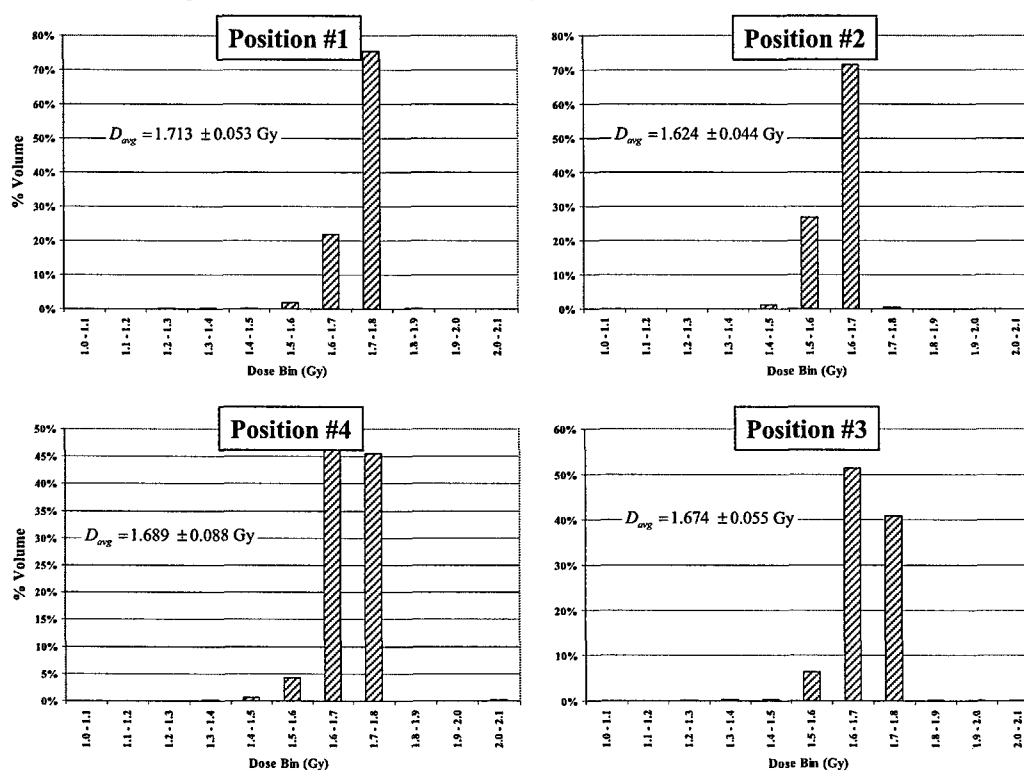 Position #1
80%
70%
60%
50%
40%
30%
20%
10%
0%
% Volume
D_avg = 1.713 ±0.053 Gy
1.0 - 1.1
1.1 - 1.2
1.2 - 1.3
1.3 - 1.4
1.4 - 1.5
1.5 - 1.6
1.6 - 1.7
1.7 - 1.8
1.8 - 1.9
1.9 - 2.0
2.0 - 2.1
Dose Bin (Gy)
Position #2
80%
70%
60%
50%
40%
30%
20%
10%
0%
D_avg = 1.624 ±0.044 Gy
1.0 - 1.1
1.1 - 1.2
1.2 - 1.3
1.3 - 1.4
1.4 - 1.5
1.5 - 1.6
1.6 - 1.7
1.7 - 1.8
1.8 - 1.9
1.9 - 2.0
2.0 - 2.1
Dose Bin (Gy)
Position #4
50%
45%
40%
35%
30%
25%
20%
15%
10%
5%
0%
% Volume
D_avg = 1.689 ±0.088 Gy
1.0 - 1.1
1.1 - 1.2
1.2 - 1.3
1.3 - 1.4
1.4 - 1.5
1.5 - 1.6
1.6 - 1.7
1.7 - 1.8
1.8 - 1.9
1.9 - 2.0
2.0 - 2.1
Dose Bin (Gy)
Position #3
60%
50%
40%
30%
20%
10%
0%
D_avg = 1.674 ±0.055 Gy
1.0 - 1.1
1.1 - 1.2
1.2 - 1.3
1.3 - 1.4
1.4 - 1.5
1.5 - 1.6
1.6 - 1.7
1.7 - 1.8
1.8 - 1.9
1.9 - 2.0
2.0 - 2.1
Dose Bin (Gy)